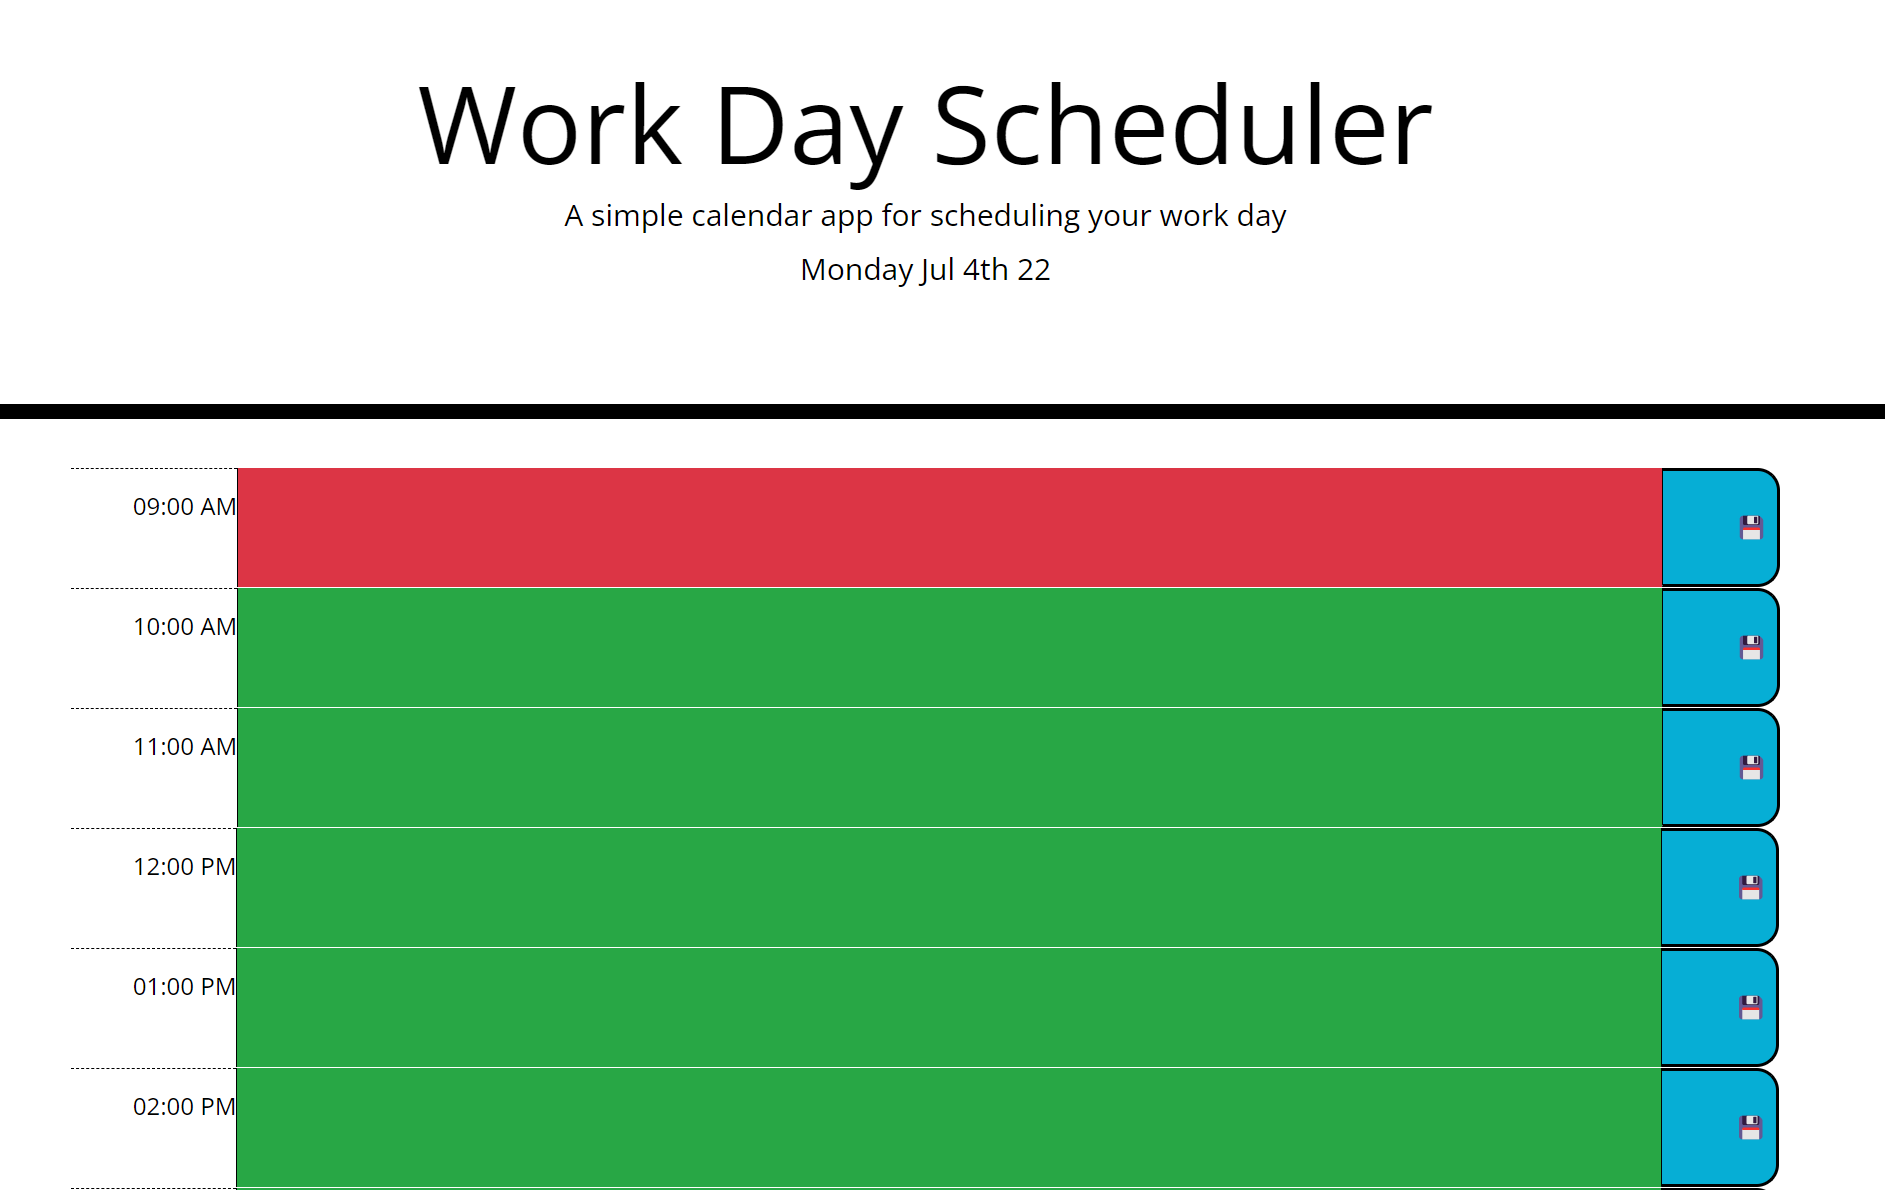 Work Day Scheduler
A simple calendar app for scheduling your work day
Monday Jul 4th 22
09:00 AM
10:00 AM
11:00 AM
12:00 PM
01:00 PM
02:00 PM